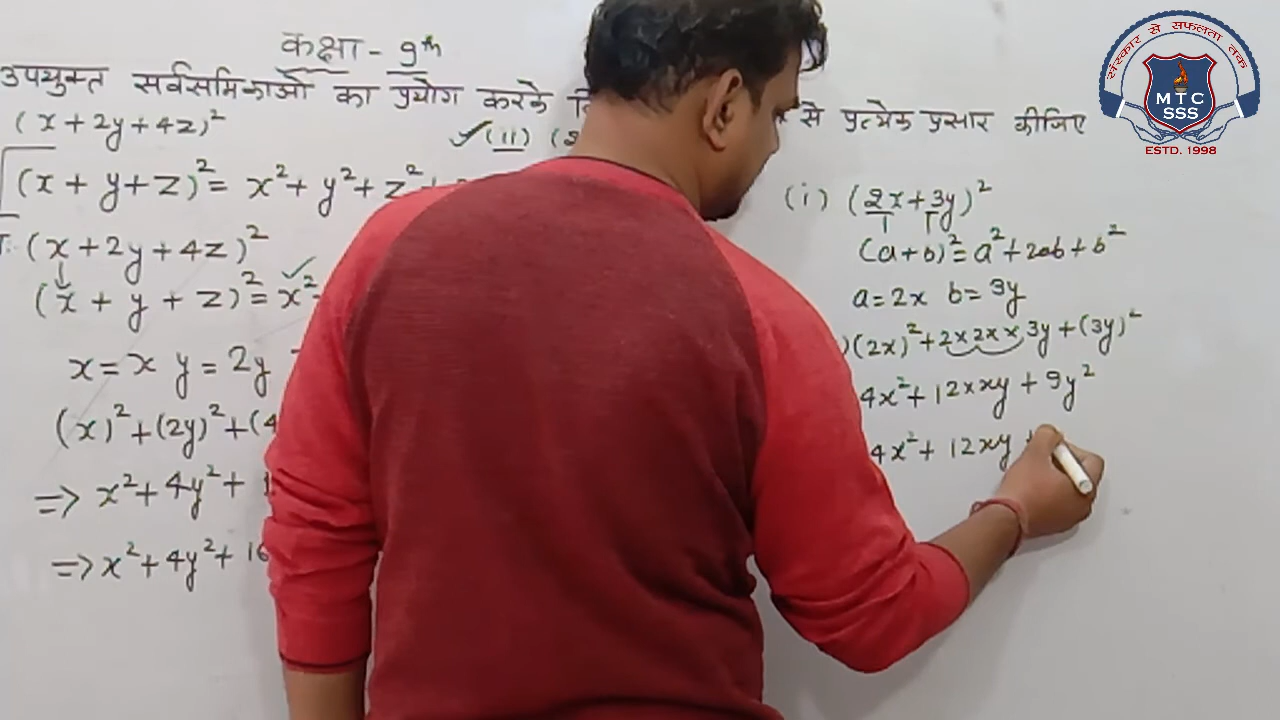 कक्षा - 9th
उपयुक्त सर्वसमिकाओं का प्रयोग करके से प्रत्येक प्रसार कीजिए
(x+2y+4z)²
✓(ii) (2
(x + y + z)² = x² + y² + z² +
(x + 2y + 4z)²
(x + y + z)² = x²
x = x y = 2y
(x)² + (2y)² + (4
=> x² + 4y² + 1
=> x² + 4y² + 16
(i) (2x+3y)²
(a+b)² = a² + 2ab + b²
a = 2x b = 3y
(2x)² + 2×2x× 3y + (3y)²
4x² + 12××y + 9y²
4x² + 12xy +
संस्कार से सफलता तक
MTC
SSS
ESTD. 1998